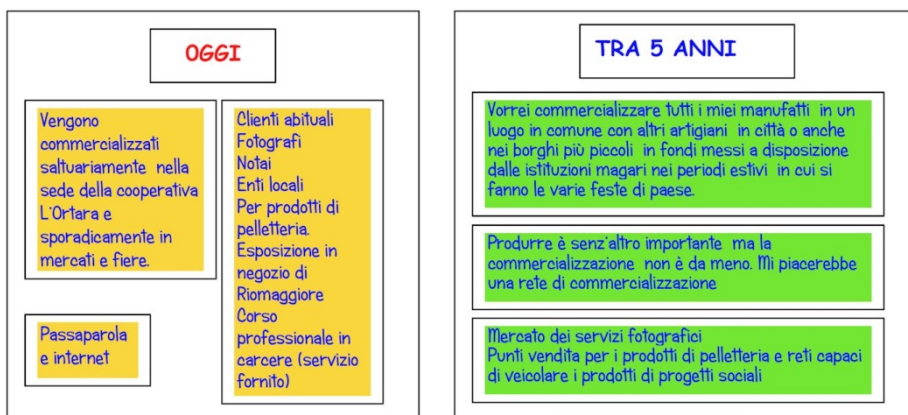 OGGI
Vengono
commercializzati
saltuariamente nella
sede della cooperativa
L'Ortara e
sporadicamente in
mercati e fiere.
Passaparola
e internet
Clienti abituali
Fotografi
Notai
Enti locali
Per prodotti di
pelletteria.
Esposizione in
negozio di
Riomaggiore
Corso
professionale in
carcere (servizio
fornito)
TRA 5 ANNI
Vorrei commercializzare tutti i miei manufatti in un
luogo in comune con altri artigiani in città o anche
nei borghi più piccoli in fondi messi a disposizione
dalle istituzioni magari nei periodi estivi in cui si
fanno le varie feste di paese.
Produrre è senz'altro importante ma la
commercializzazione non è da meno. Mi piacerebbe
una rete di commercializzazione
Mercato dei servizi fotografici
Punti vendita per i prodotti di pelletteria e reti capaci
di veicolare i prodotti di progetti sociali